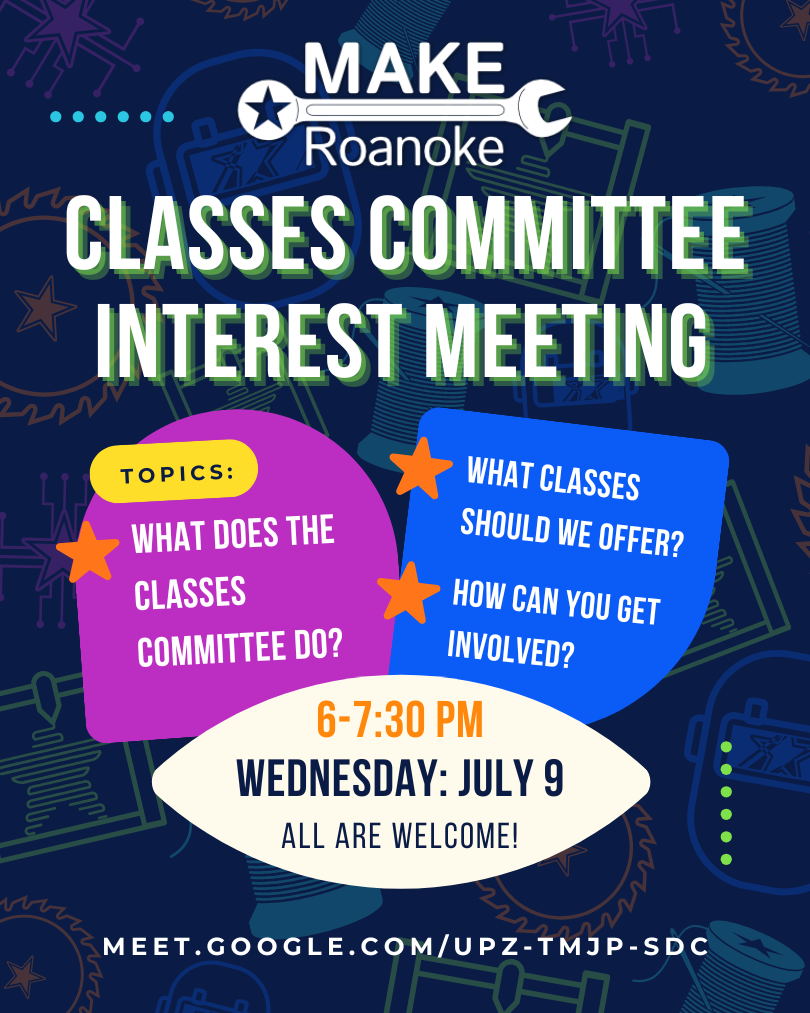 MAKE
Roanoke
CLASSES COMMITTEE
INTEREST MEETING
TOPICS:
WHAT DOES THE
CLASSES
COMMITTEE DO?
WHAT CLASSES
SHOULD WE OFFER?
HOW CAN YOU GET
INVOLVED?
6-7:30 PM
WEDNESDAY: JULY 9
ALL ARE WELCOME!
MEET.GOOGLE.COM/UPZ-TMJP-SDC